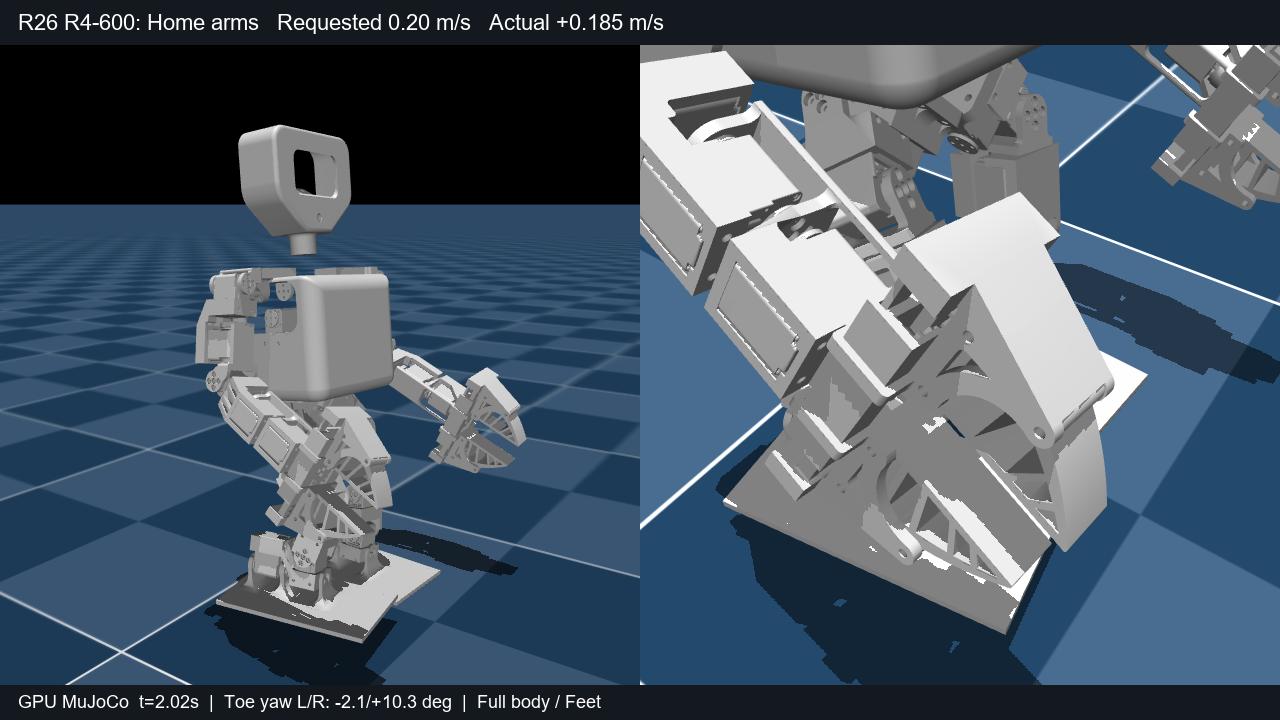 R26 R4-600: Home arms   Requested 0.20 m/s   Actual +0.185 m/s
GPU MuJoCo  t=2.02s  |  Toe yaw L/R: -2.1/+10.3 deg  |  Full body / Feet